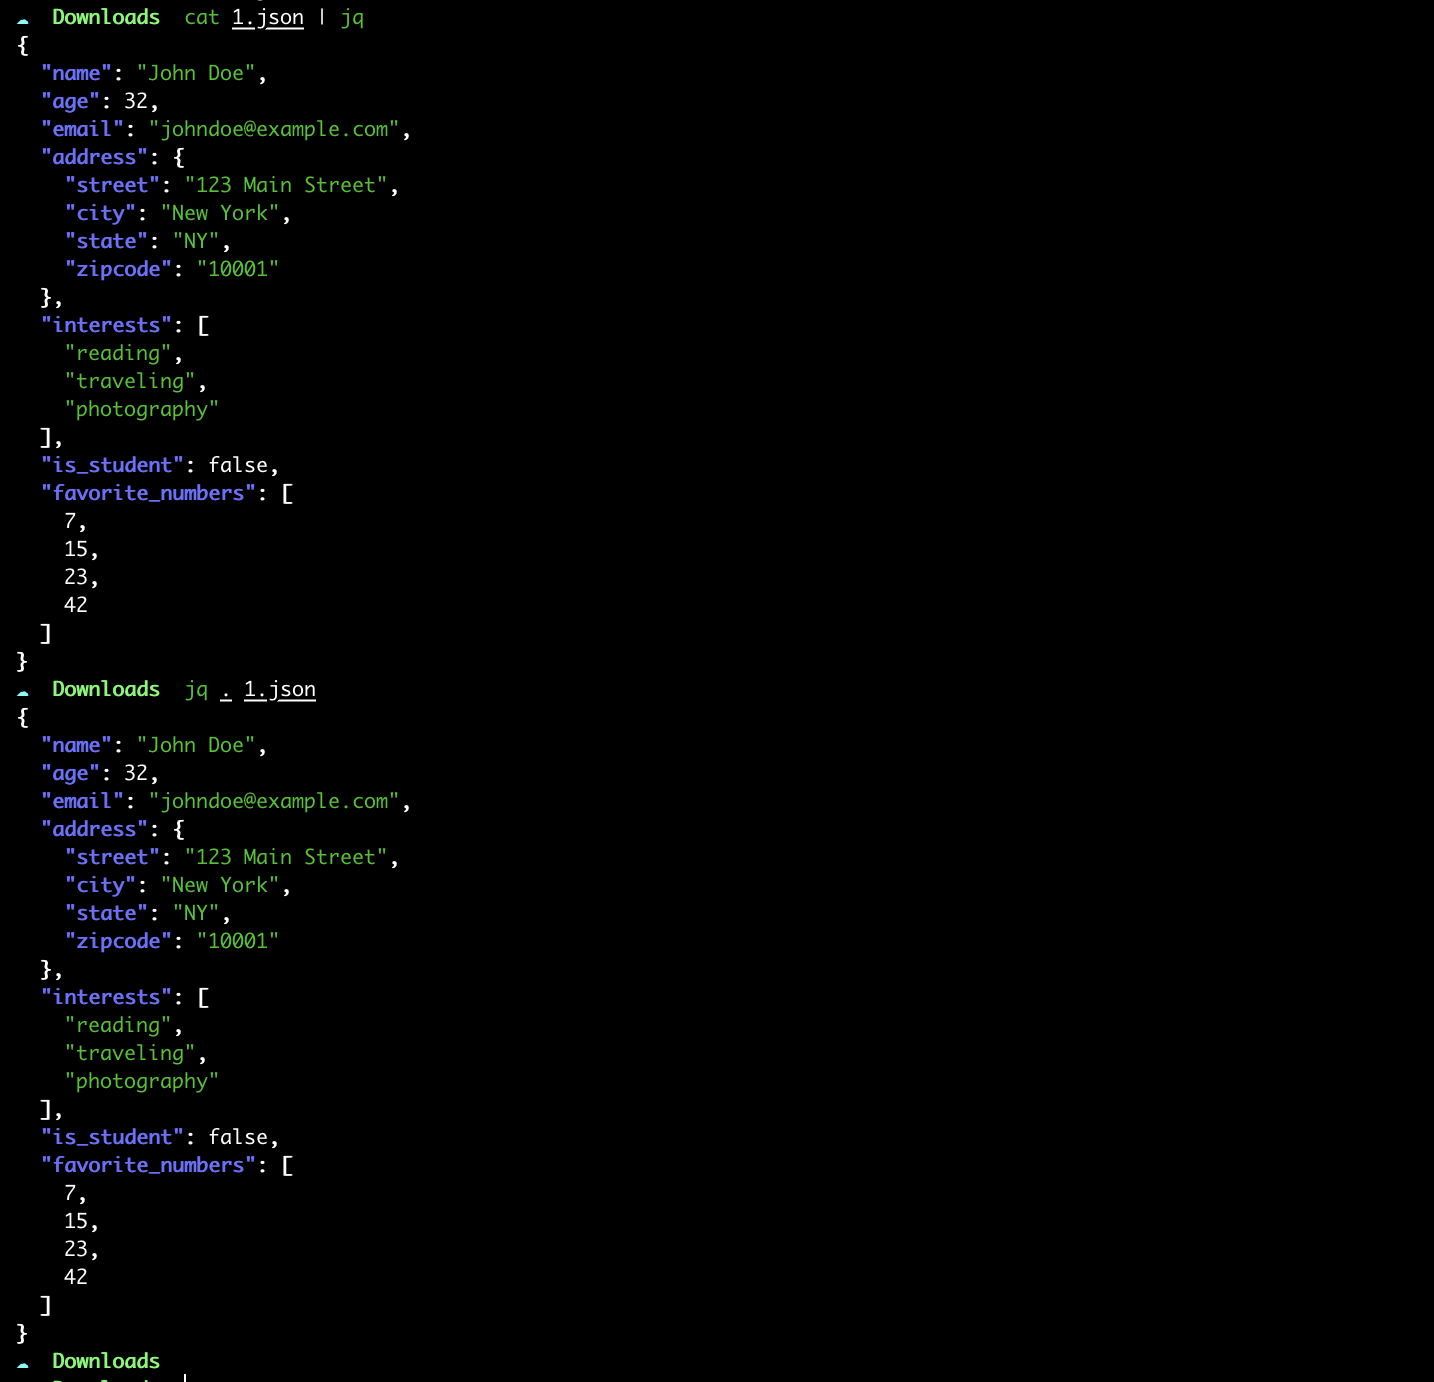 ☁  Downloads  cat 1.json | jq
{
  "name": "John Doe",
  "age": 32,
  "email": "johndoe@example.com",
  "address": {
    "street": "123 Main Street",
    "city": "New York",
    "state": "NY",
    "zipcode": "10001"
  },
  "interests": [
    "reading",
    "traveling",
    "photography"
  ],
  "is_student": false,
  "favorite_numbers": [
    7,
    15,
    23,
    42
  ]
}
☁  Downloads  jq . 1.json
{
  "name": "John Doe",
  "age": 32,
  "email": "johndoe@example.com",
  "address": {
    "street": "123 Main Street",
    "city": "New York",
    "state": "NY",
    "zipcode": "10001"
  },
  "interests": [
    "reading",
    "traveling",
    "photography"
  ],
  "is_student": false,
  "favorite_numbers": [
    7,
    15,
    23,
    42
  ]
}
☁  Downloads